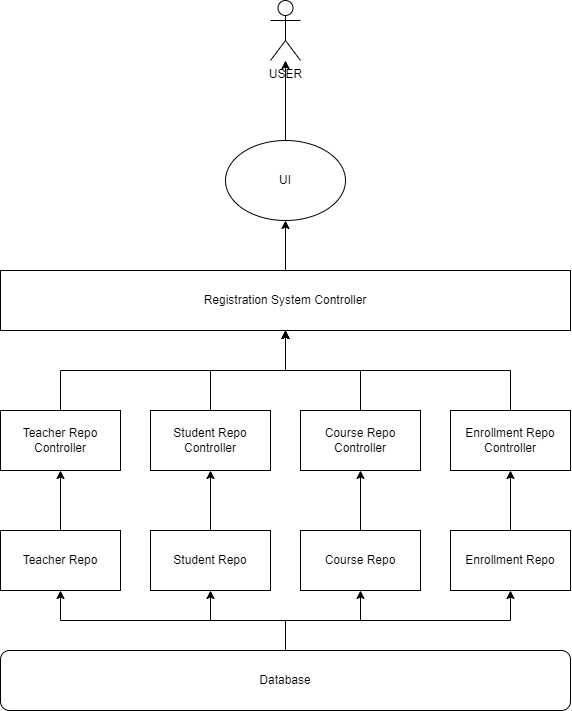 USER
UI
Registration System Controller
Teacher Repo
Controller
Student Repo
Controller
Course Repo
Controller
Enrollment Repo
Controller
Teacher Repo
Student Repo
Course Repo
Enrollment Repo
Database